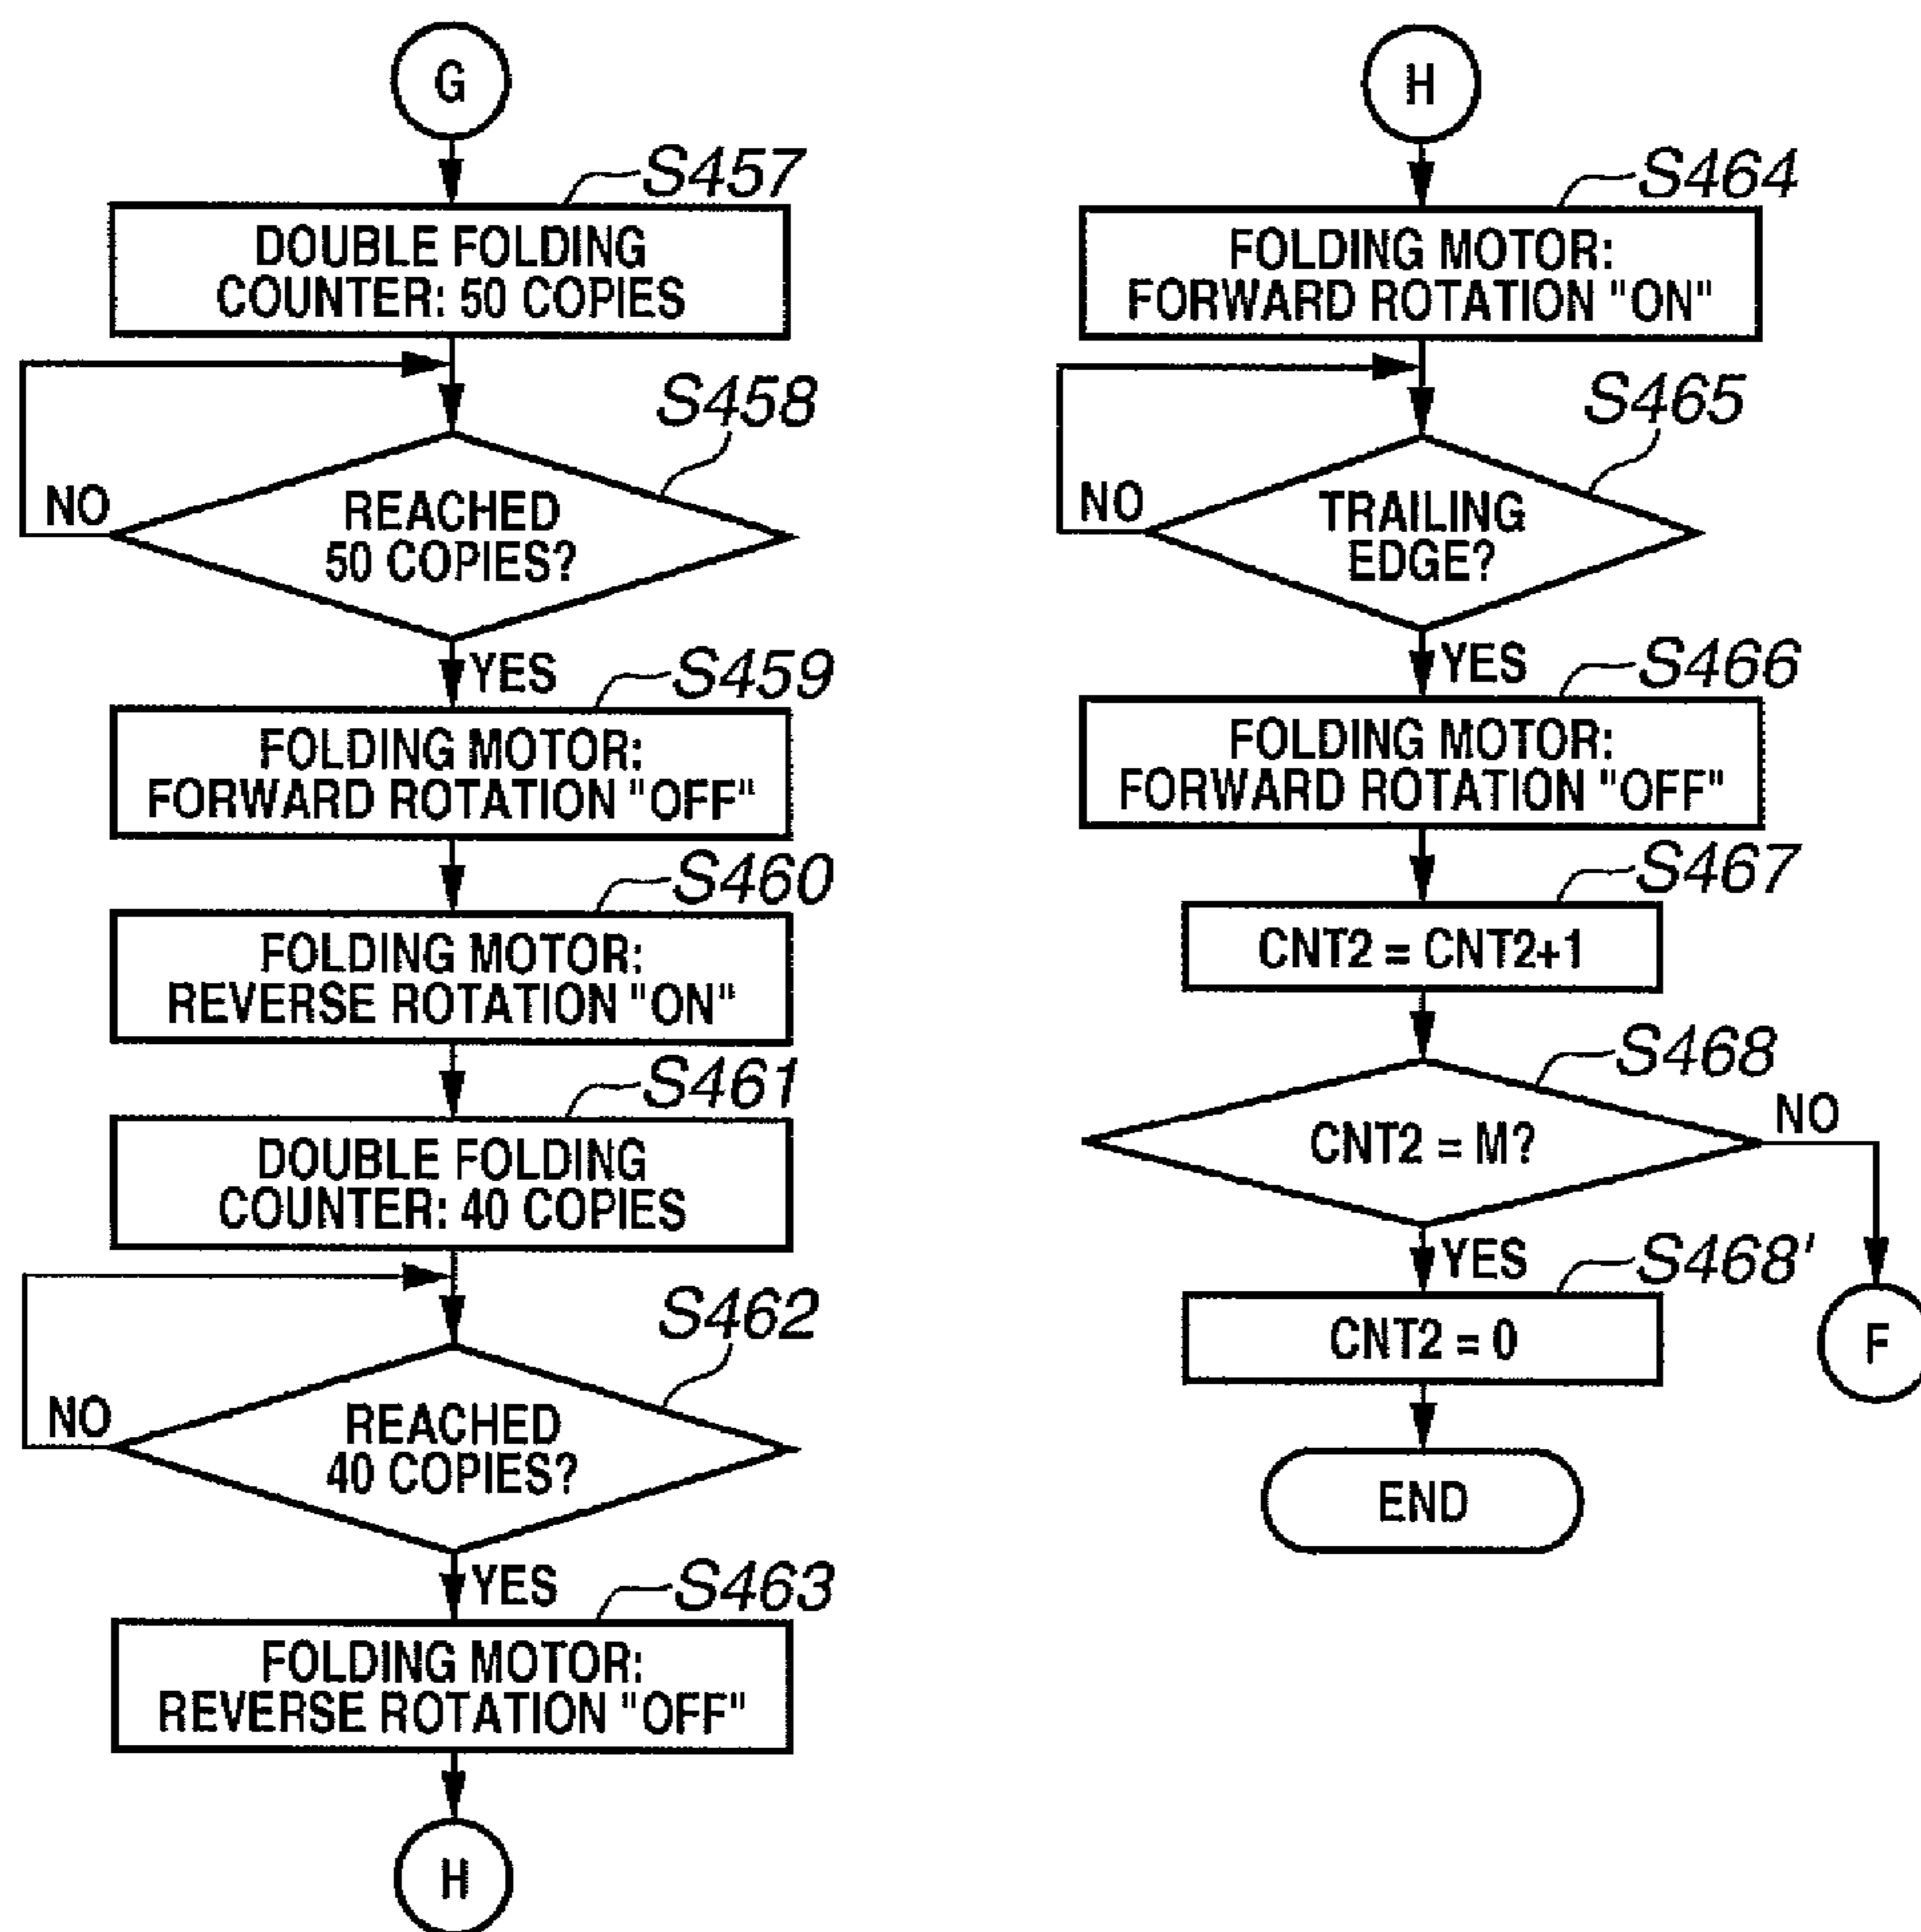 G
S457
DOUBLE FOLDING
COUNTER: 50 COPIES
S458
NO
REACHED
50 COPIES?
YES
S459
FOLDING MOTOR:
FORWARD ROTATION "OFF"
S460
FOLDING MOTOR:
REVERSE ROTATION "ON"
S461
DOUBLE FOLDING
COUNTER: 40 COPIES
S462
NO
REACHED
40 COPIES?
YES
S463
FOLDING MOTOR:
REVERSE ROTATION "OFF"
H
H
S464
FOLDING MOTOR:
FORWARD ROTATION "ON"
S465
NO
TRAILING
EDGE?
YES
S466
FOLDING MOTOR:
FORWARD ROTATION "OFF"
S467
CNT2 = CNT2+1
S468
NO
CNT2 = M?
YES
S468'
CNT2 = 0
F
END